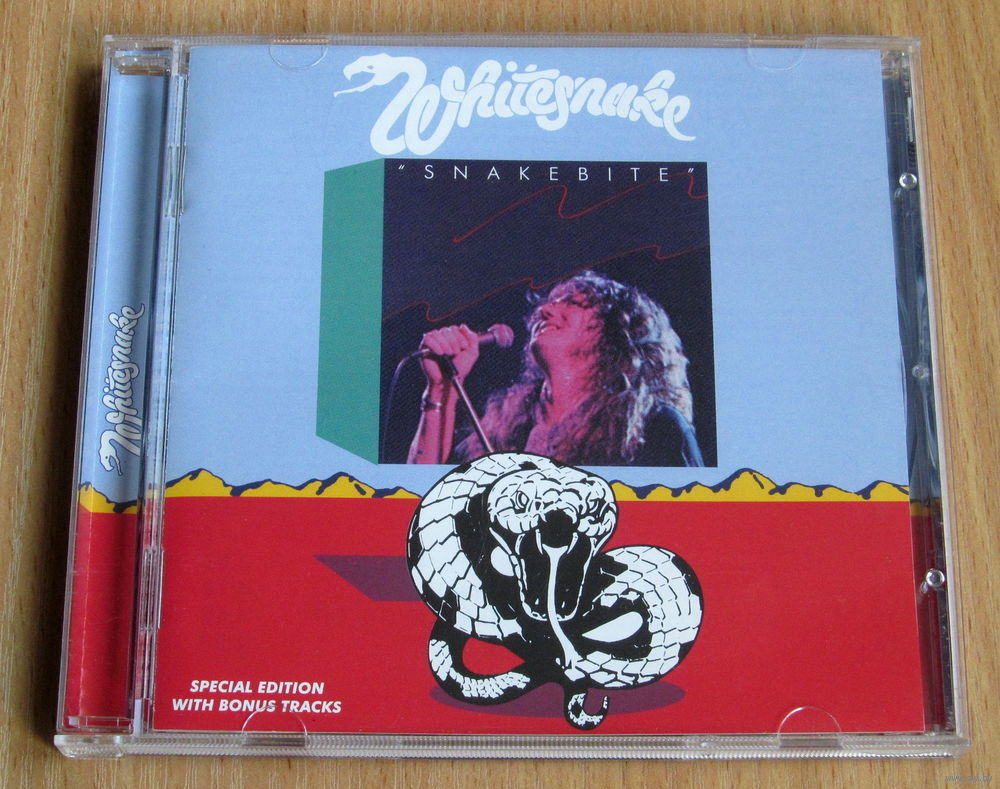 Whitesnake
"SNAKEBITE"
Whitesnake
SPECIAL EDITION
WITH BONUS TRACKS